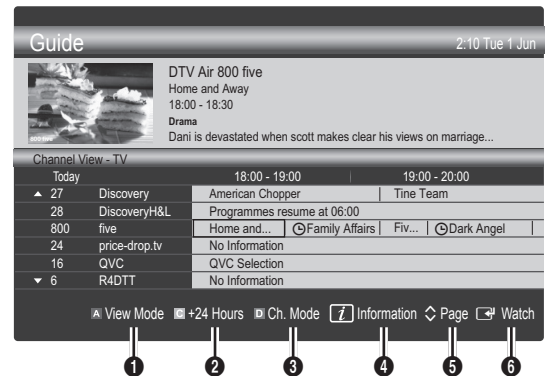 Guide
2:10 Tue 1 Jun
DTV Air 800 five
Home and Away
18:00 - 18:30
Drama
Dani is devastated when scott makes clear his views on marriage...
800 five
Channel View - TV
Today 18:00 - 19:00 19:00 - 20:00
▲ 27 Discovery American Chopper Tine Team
28 DiscoveryH&L Programmes resume at 06:00
800 five Home and... Family Affairs Fiv... Dark Angel
24 price-drop.tv No Information
16 QVC QVC Selection
▼ 6 R4DTT No Information
A View Mode C +24 Hours D Ch. Mode i Information Page Watch
1 2 3 4 5 6